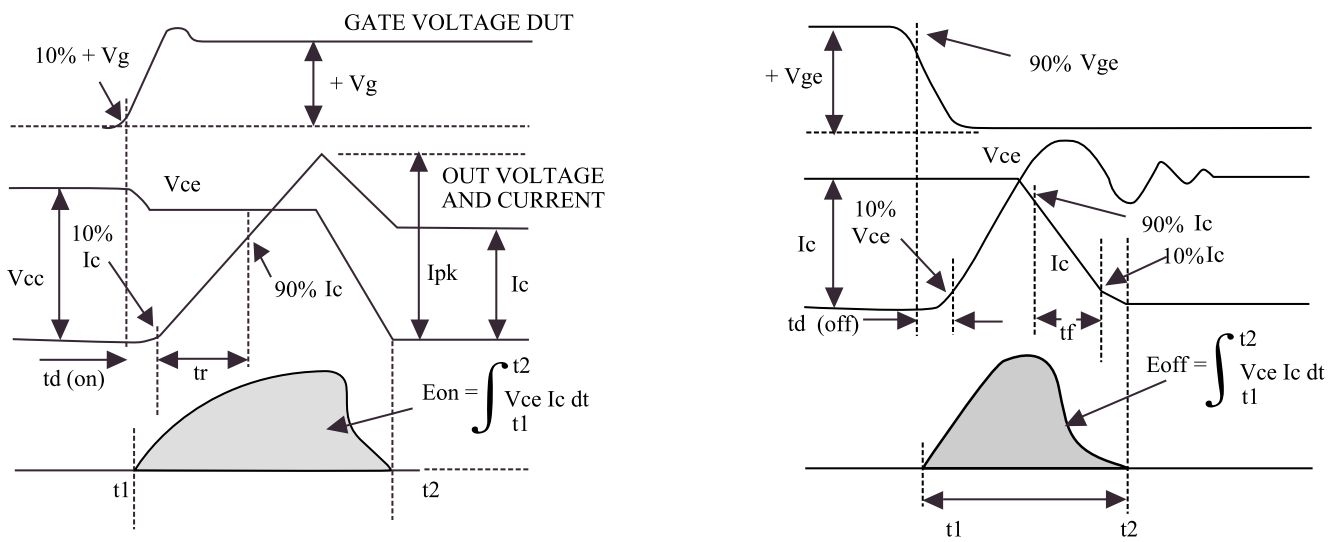 GATE VOLTAGE DUT
10% + Vg
+ Vg
Vce
OUT VOLTAGE
AND CURRENT
10%
Ic
Vcc
90% Ic
Ipk
Ic
td (on)
tr
Eon = ∫ Vce Ic dt
t2
t1
t1
t2
90% Vge
+ Vge
Vce
10%
Vce
90% Ic
Ic
Ic
10%Ic
td (off)
tf
Eoff = ∫ Vce Ic dt
t2
t1
t1
t2